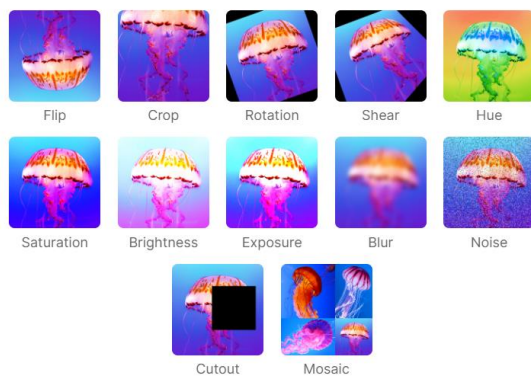 Flip
Crop
Rotation
Shear
Hue
Saturation
Brightness
Exposure
Blur
Noise
Cutout
Mosaic